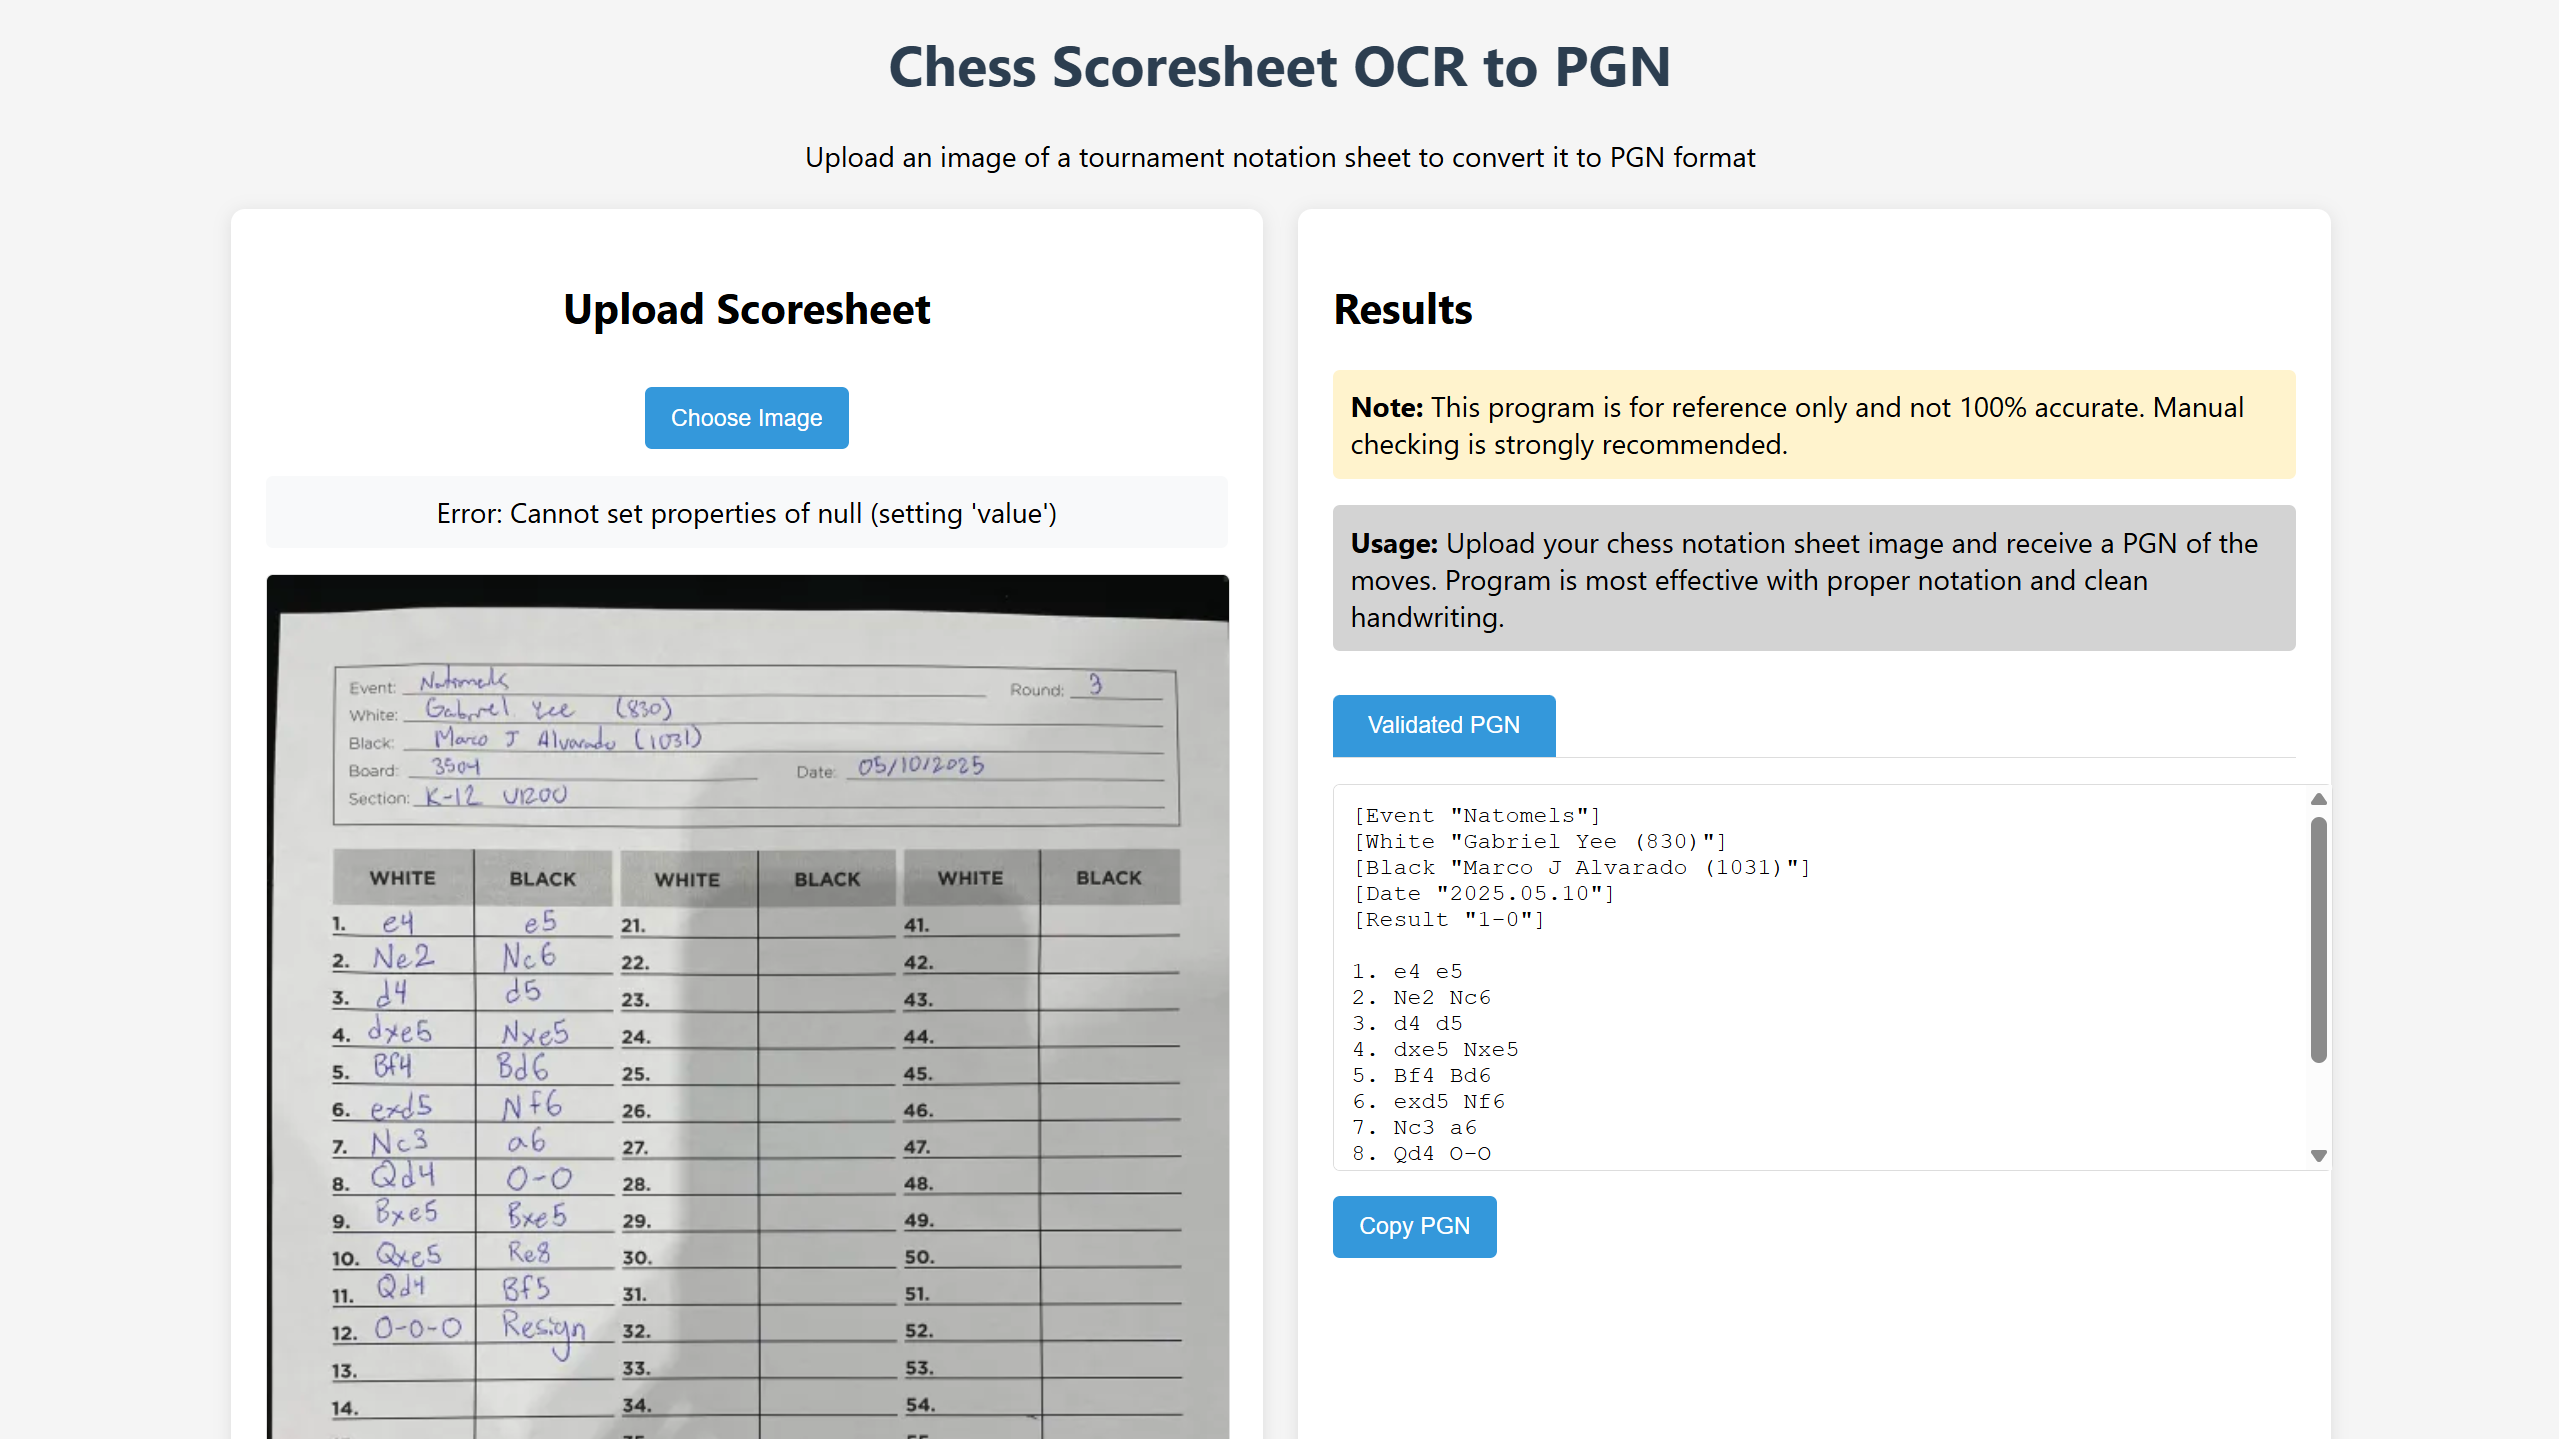 Chess Scoresheet OCR to PGN
Upload an image of a tournament notation sheet to convert it to PGN format
Upload Scoresheet
Choose Image
Error: Cannot set properties of null (setting 'value')
Event: Round: 3
White: Gabriel Yee (830)
Black: Marco J Alvarado (1031)
Board: 3504 Date: 05/10/2025
Section: K-12 U1200
WHITE BLACK WHITE BLACK WHITE BLACK
1. e4 e5 21. 41.
2. Ne2 Nc6 22. 42.
3. d4 d5 23. 43.
4. dxe5 Nxe5 24. 44.
5. Bf4 Bd6 25. 45.
6. exd5 Nf6 26. 46.
7. Nc3 a6 27. 47.
8. Qd4 O-O 28. 48.
9. Bxe5 Bxe5 29. 49.
10. Qxe5 Re8 30. 50.
11. Qd4 Bf5 31. 51.
12. O-O-O Resign 32. 52.
13. 33. 53.
14. 34. 54.
Results
Note: This program is for reference only and not 100% accurate. Manual
checking is strongly recommended.
Usage: Upload your chess notation sheet image and receive a PGN of the
moves. Program is most effective with proper notation and clean
handwriting.
Validated PGN
[Event "Natomels"]
[White "Gabriel Yee (830)"]
[Black "Marco J Alvarado (1031)"]
[Date "2025.05.10"]
[Result "1-0"]
1. e4 e5
2. Ne2 Nc6
3. d4 d5
4. dxe5 Nxe5
5. Bf4 Bd6
6. exd5 Nf6
7. Nc3 a6
8. Qd4 O-O
Copy PGN